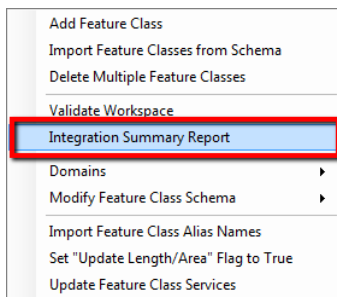 Add Feature Class
Import Feature Classes from Schema
Delete Multiple Feature Classes
Validate Workspace
Integration Summary Report
Domains
Modify Feature Class Schema
Import Feature Class Alias Names
Set "Update Length/Area" Flag to True
Update Feature Class Services